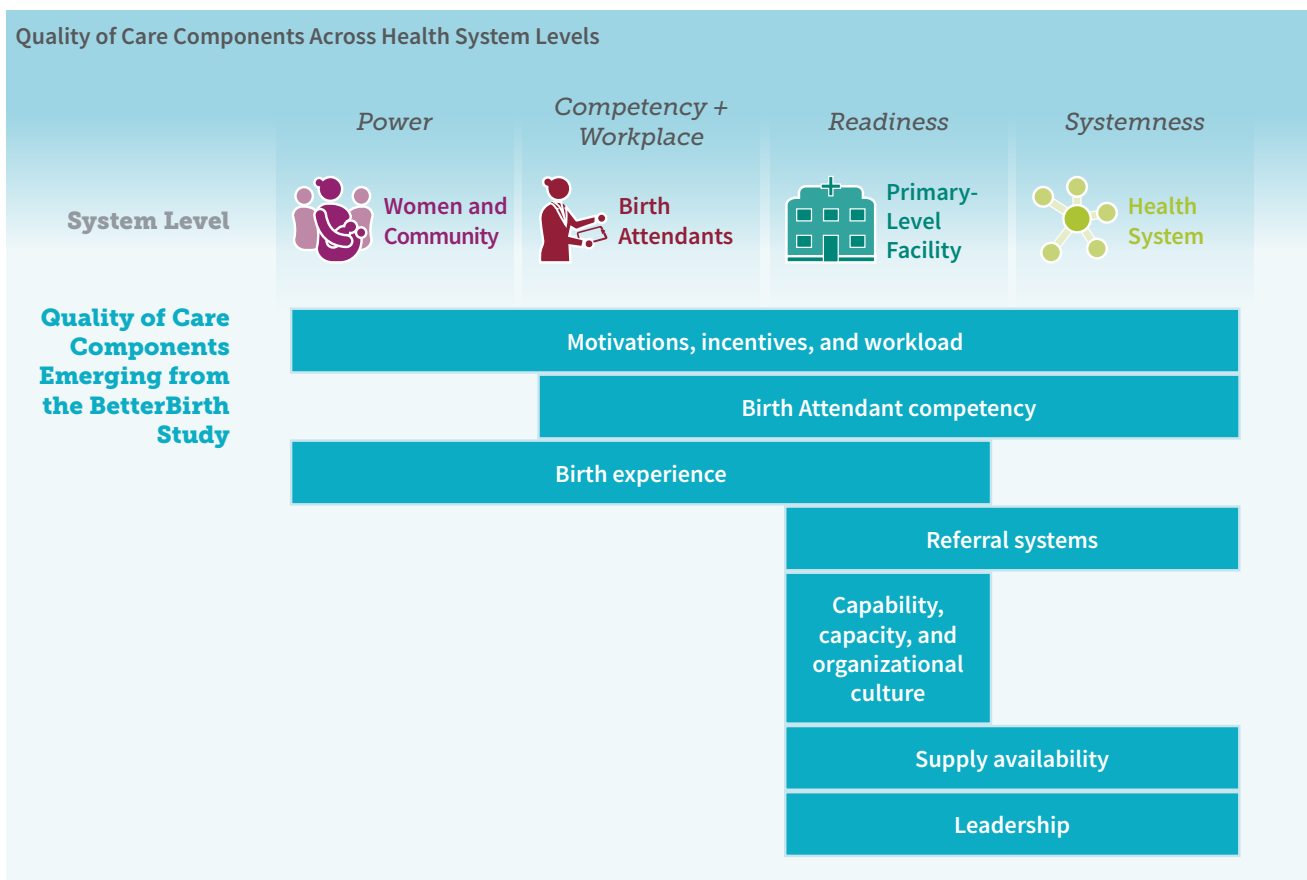 Quality of Care Components Across Health System Levels
Power
Competency +
Workplace
Readiness
Systemness
System Level
Women and
Community
Birth
Attendants
Primary-
Level
Facility
Health
System
Quality of Care
Components
Emerging from
the BetterBirth
Study
Motivations, incentives, and workload
Birth Attendant competency
Birth experience
Referral systems
Capability,
capacity, and
organizational
culture
Supply availability
Leadership